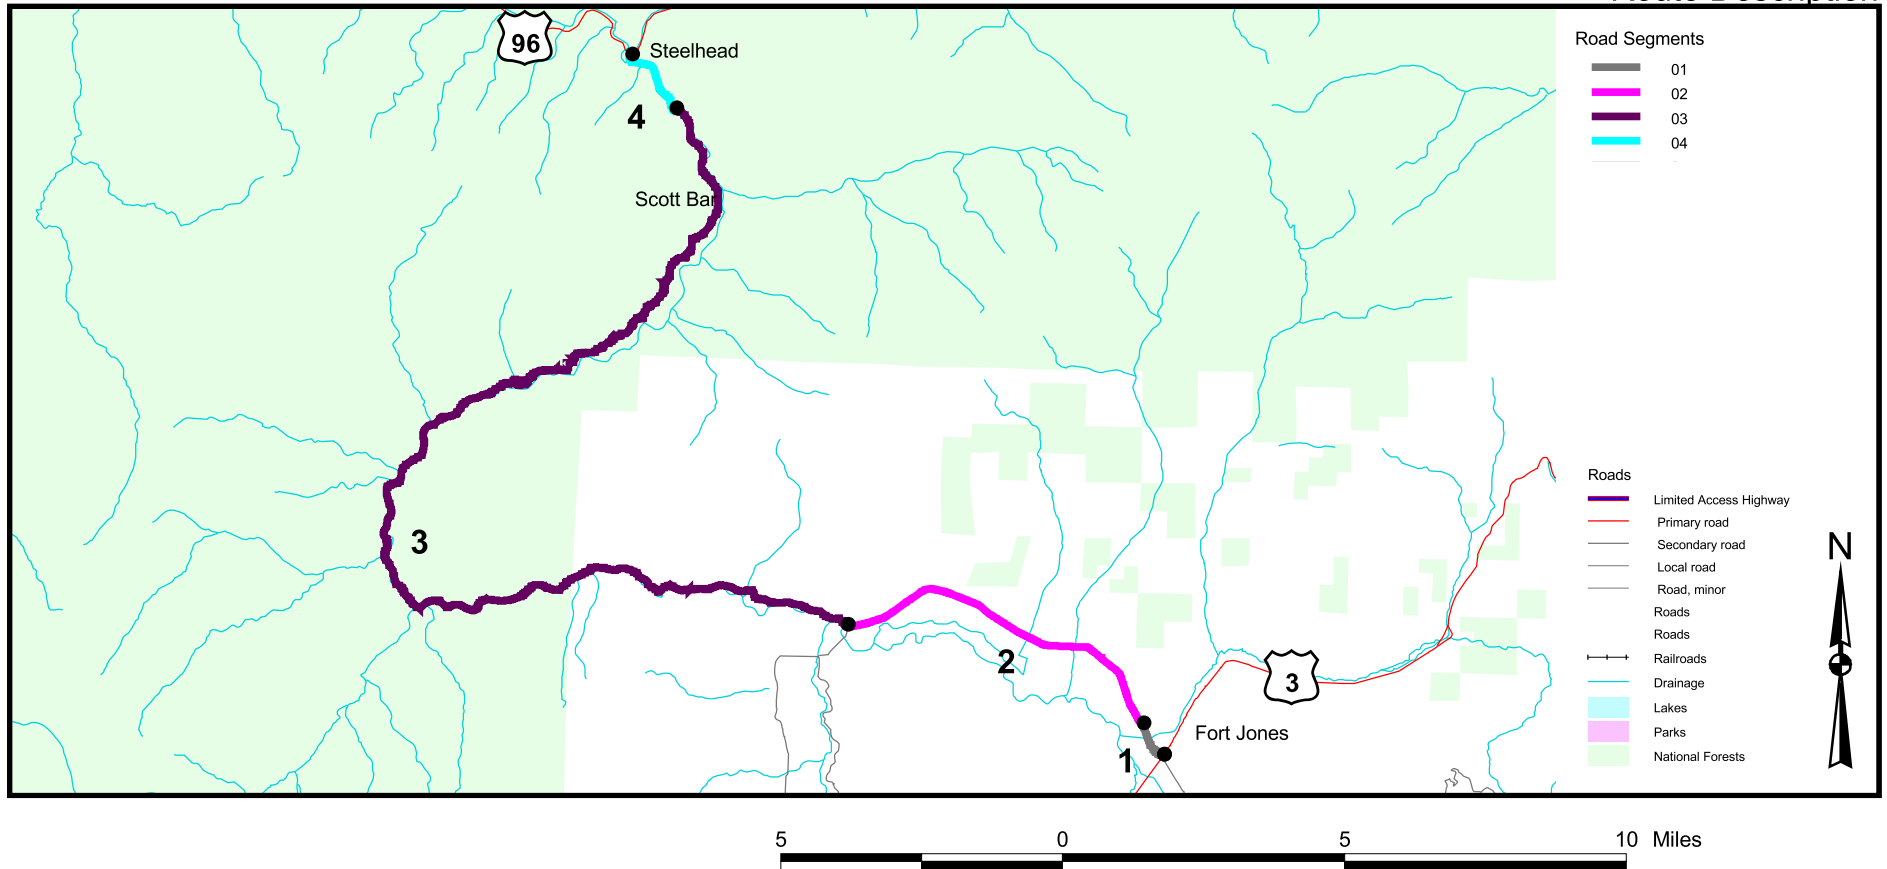 Route Description
96
Steelhead
4
Scott Bar
3
2
3
Fort Jones
1
Road Segments
01
02
03
04
Roads
Limited Access Highway
Primary road
Secondary road
Local road
Road, minor
Roads
Roads
Railroads
Drainage
Lakes
Parks
National Forests
N
5 0 5 10 Miles